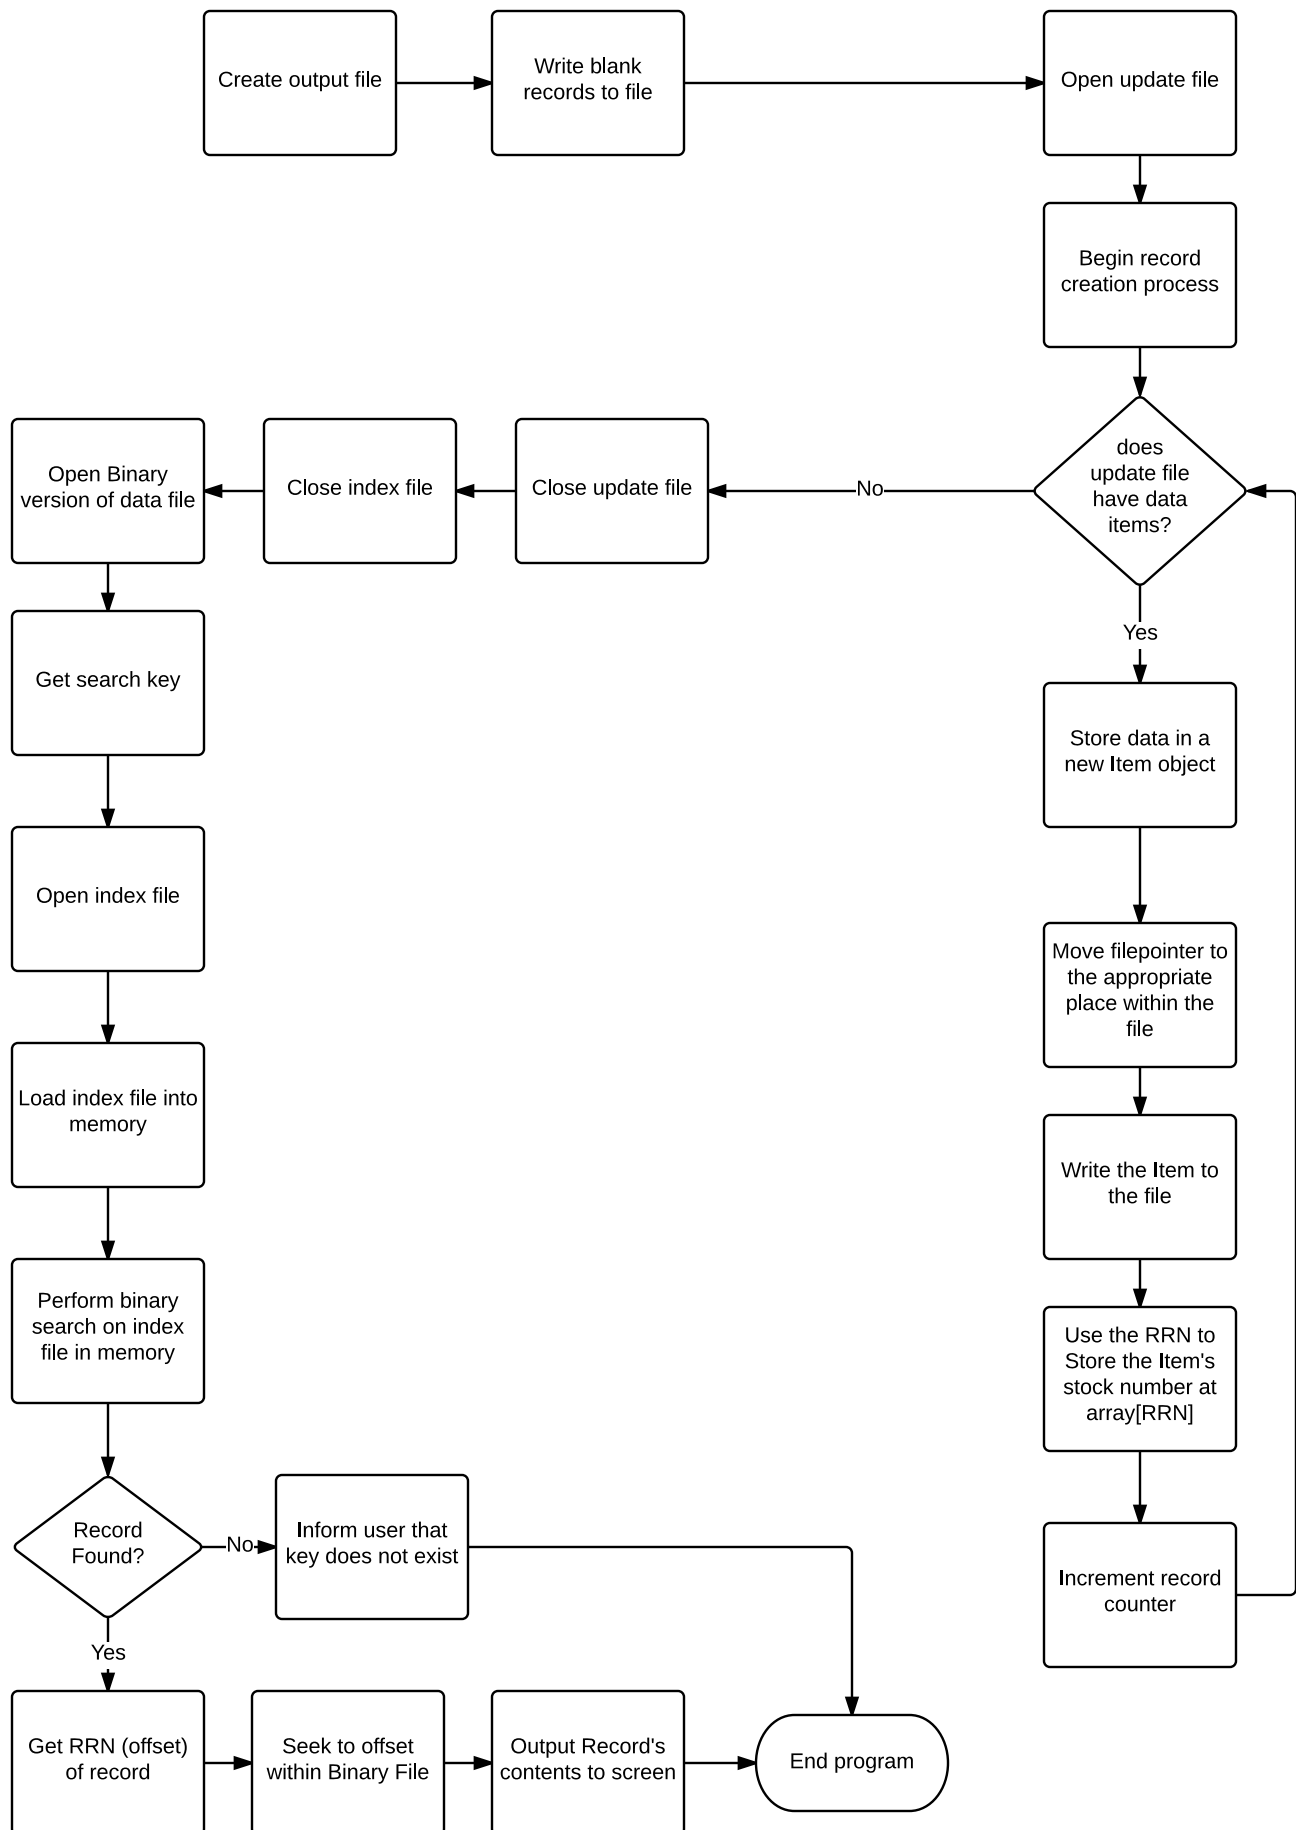 Create output file
Write blank
records to file
Open update file
Begin record
creation process
does
update file
have data
items?
No
Close update file
Close index file
Open Binary
version of data file
Yes
Store data in a
new Item object
Move filepointer to
the appropriate
place within the
file
Write the Item to
the file
Use the RRN to
Store the Item's
stock number at
array[RRN]
Increment record
counter
Get search key
Open index file
Load index file into
memory
Perform binary
search on index
file in memory
Record
Found?
No
Inform user that
key does not exist
Yes
Get RRN (offset)
of record
Seek to offset
within Binary File
Output Record's
contents to screen
End program